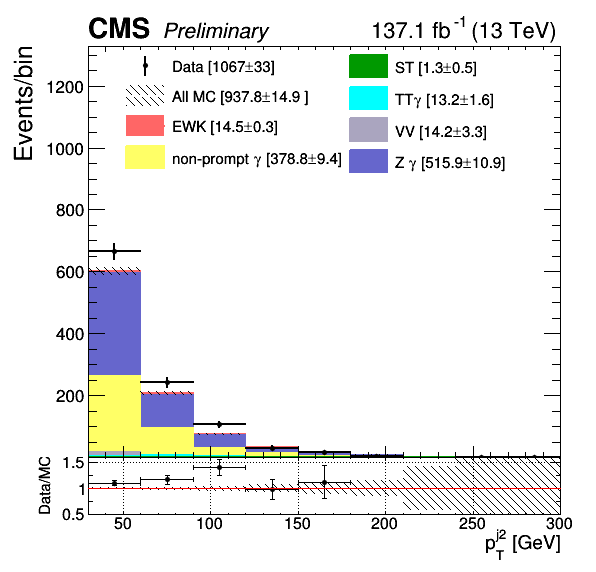 CMS Preliminary 137.1 fb⁻¹ (13 TeV)
Events/bin
Data [1067±33]
All MC [937.8±14.9 ]
EWK [14.5±0.3]
non-prompt γ [378.8±9.4]
ST [1.3±0.5]
TTγ [13.2±1.6]
VV [14.2±3.3]
Z γ [515.9±10.9]
1200
1000
800
600
400
200
Data/MC
1.5
1
0.5
50 100 150 200 250 300
p_T^j2 [GeV]